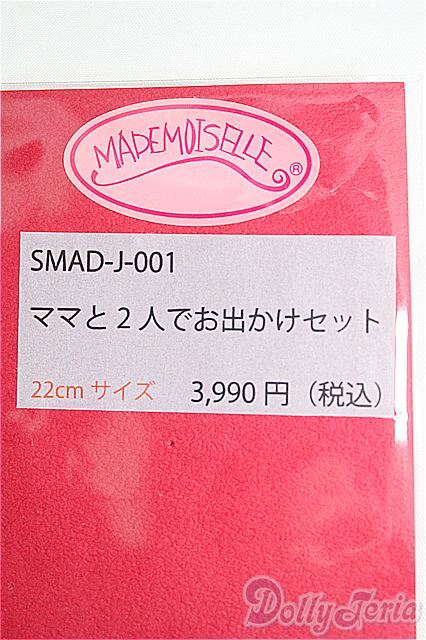 MADEMOISELLE ®
SMAD-J-001
ママと2人でお出かけセット
22cm サイズ 3,990 円（税込）
DollyTeria